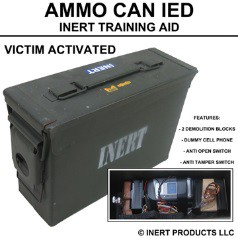 AMMO CAN IED
INERT TRAINING AID
VICTIM ACTIVATED
INERT
INERT
FEATURES:
- 2 DEMOLITION BLOCKS
- DUMMY CELL PHONE
- ANTI OPEN SWITCH
- ANTI TAMPER SWITCH
© INERT PRODUCTS LLC